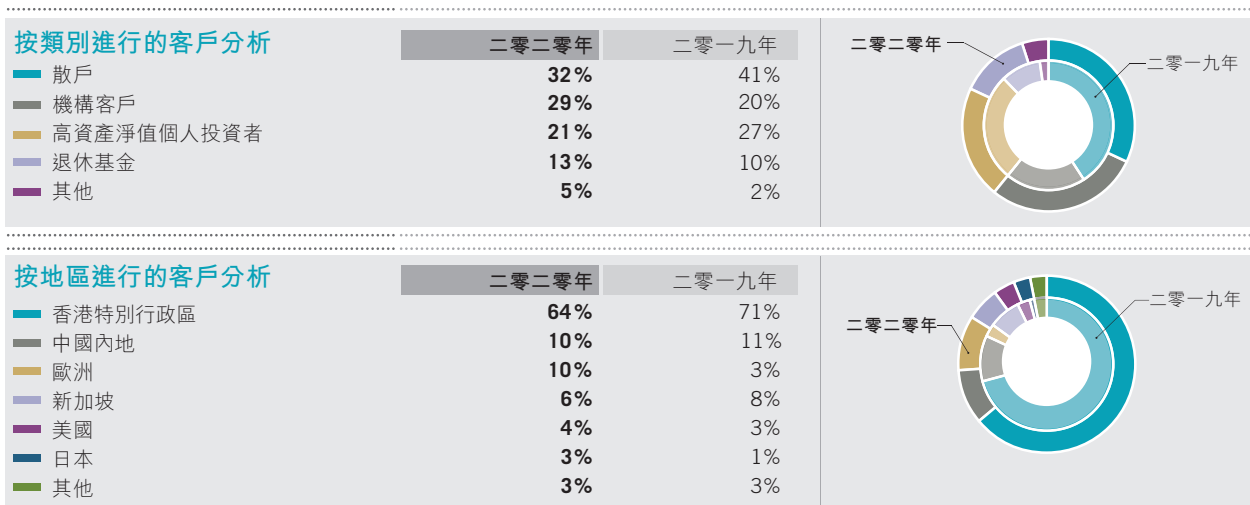 按類別進行的客戶分析 二零二零年 二零一九年
散戶 32% 41%
機構客戶 29% 20%
高資產淨值個人投資者 21% 27%
退休基金 13% 10%
其他 5% 2%
二零二零年
二零一九年
按地區進行的客戶分析 二零二零年 二零一九年
香港特別行政區 64% 71%
中國內地 10% 11%
歐洲 10% 3%
新加坡 6% 8%
美國 4% 3%
日本 3% 1%
其他 3% 3%
二零一九年
二零二零年